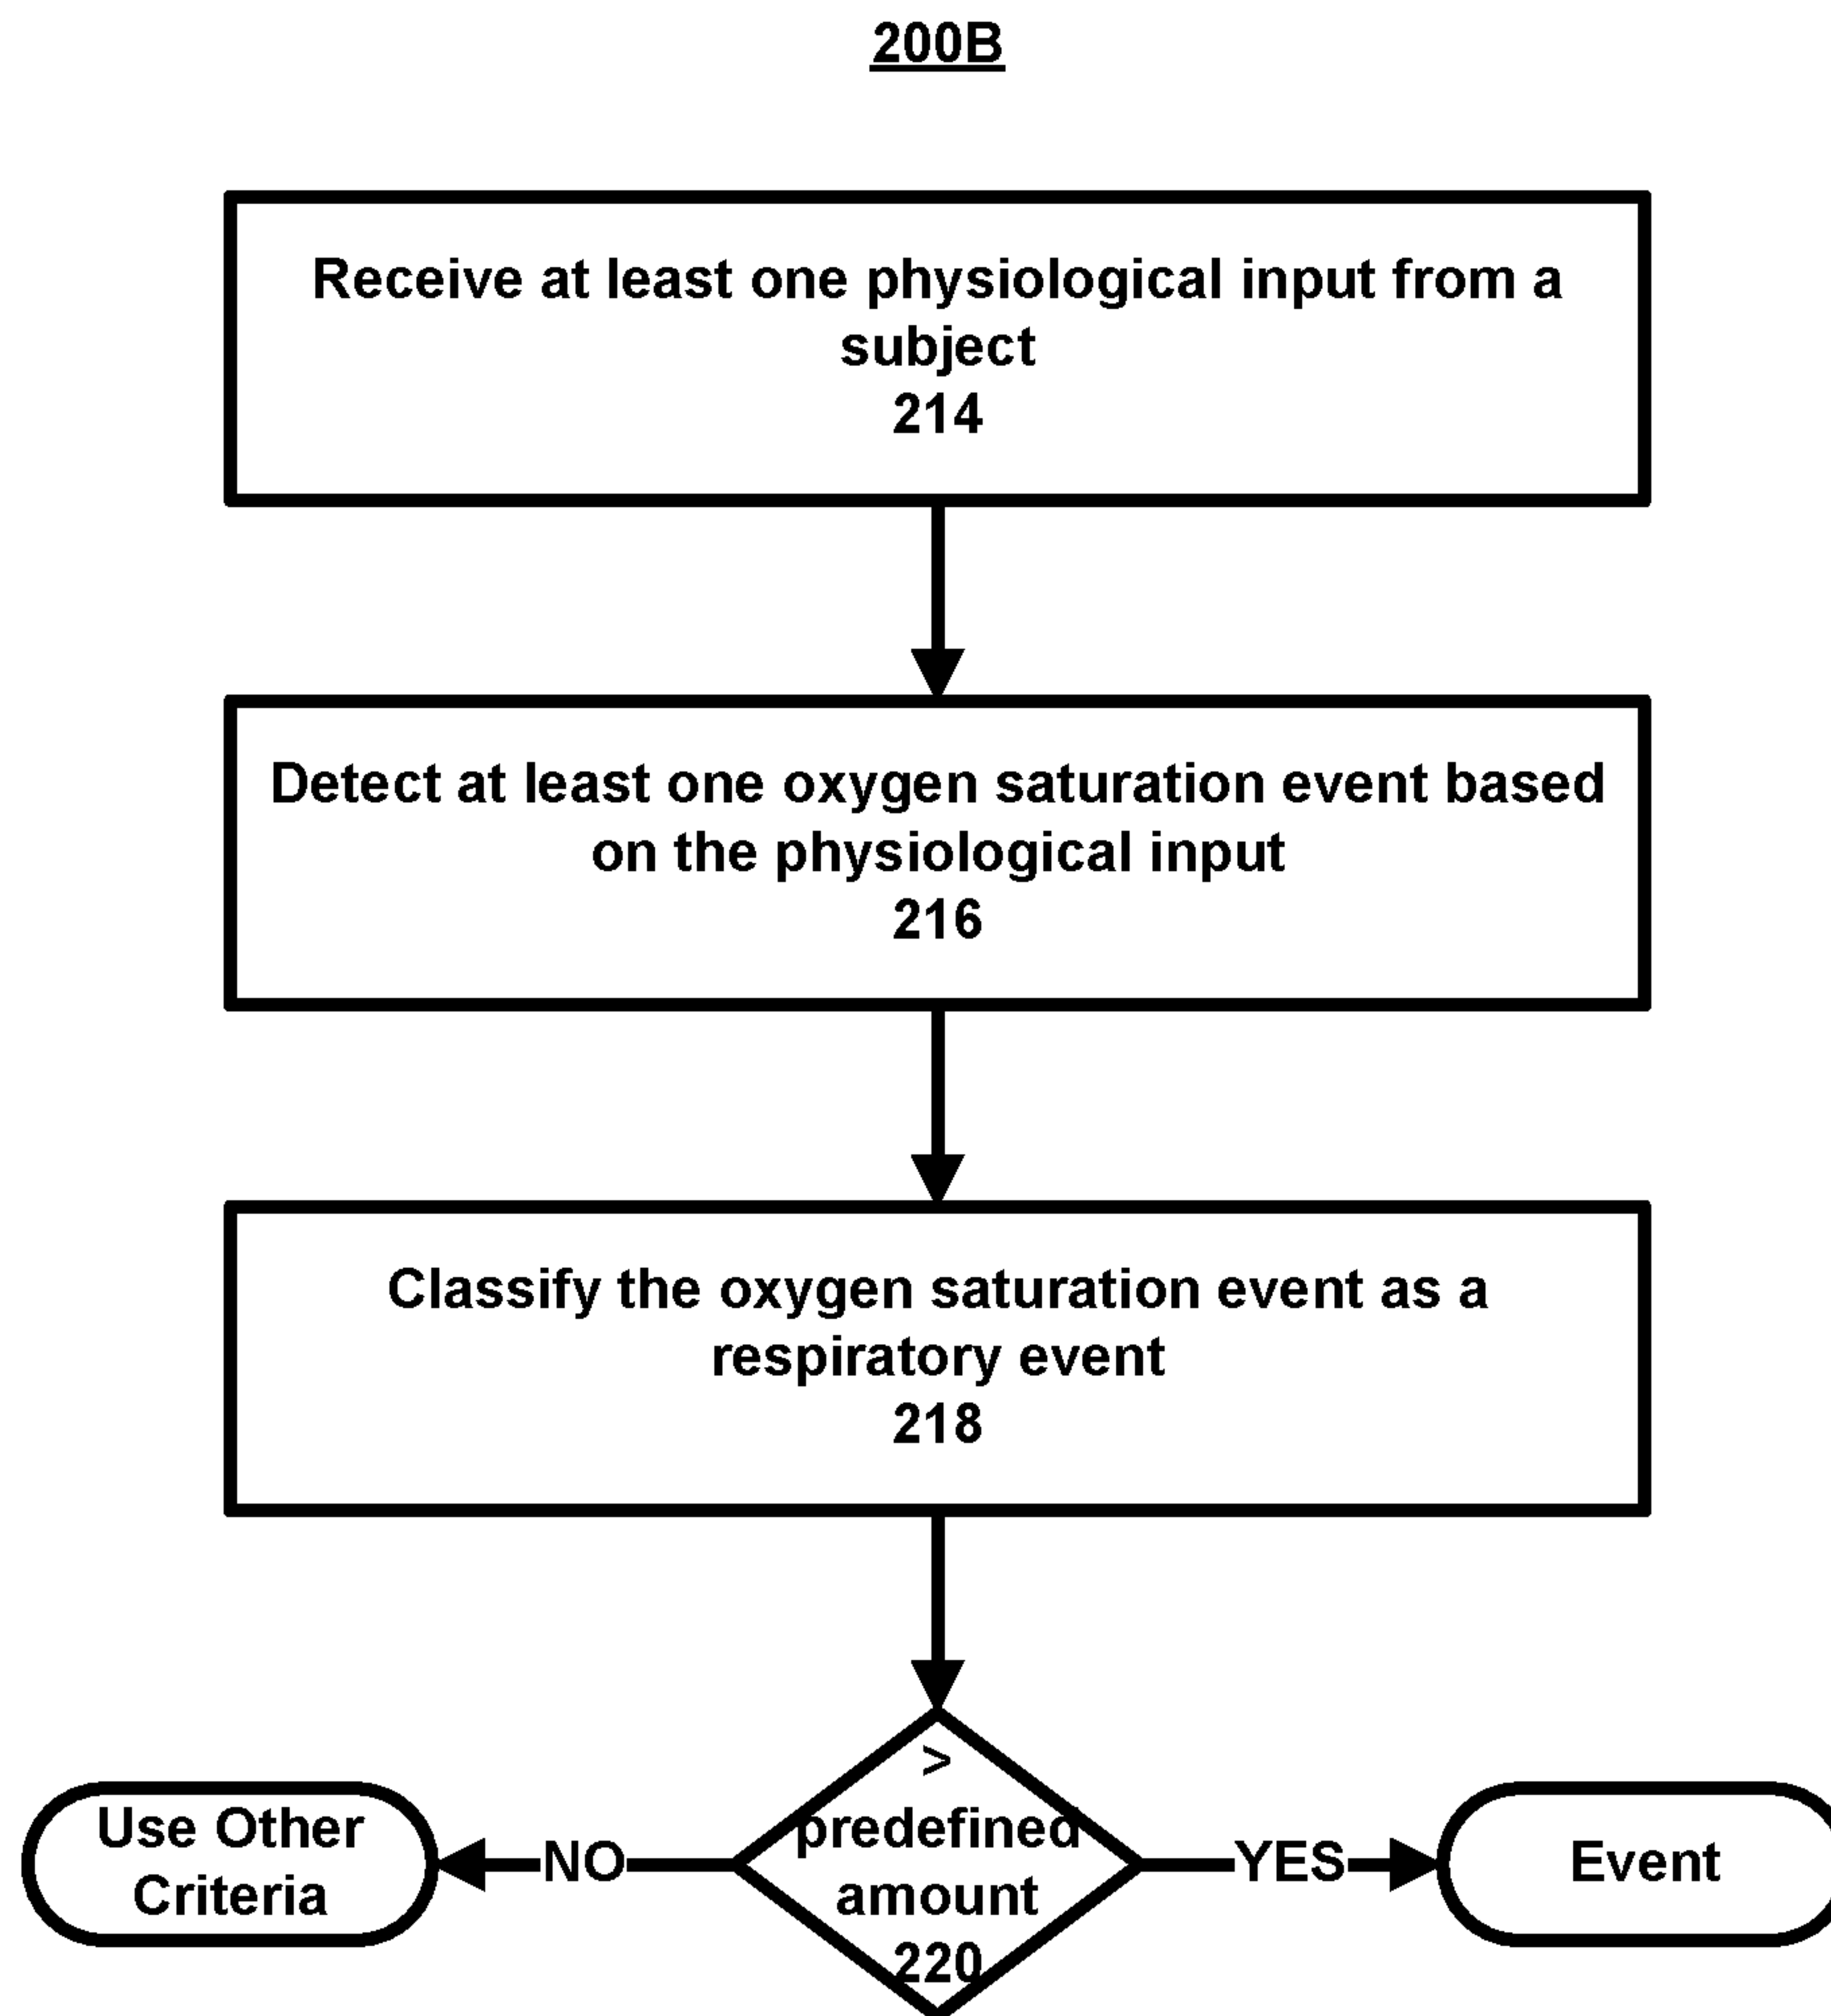 200B
Receive at least one physiological input from a
subject
214
Detect at least one oxygen saturation event based
on the physiological input
216
Classify the oxygen saturation event as a
respiratory event
218
>
predefined
amount
220
Use Other
Criteria
NO
YES
Event